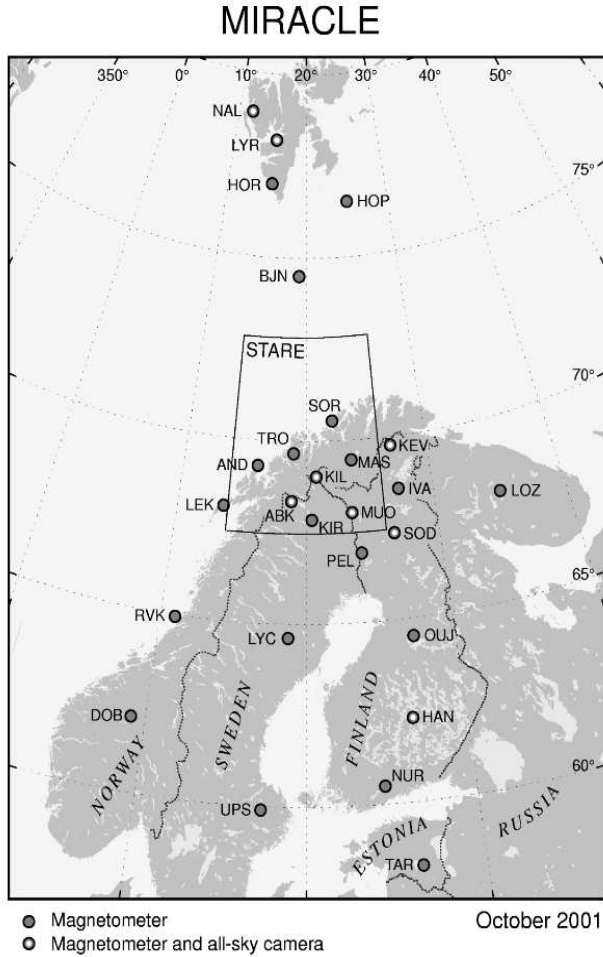 MIRACLE
350° 0° 10° 20° 30° 40° 50°
NAL
LYR
75°
HOR
HOP
BJN
STARE
70°
SOR
TRO
KEV
AND
MAS
KIL
IVA
LOZ
LEK
ABK
MUO
KIR
SOD
PEL
65°
RVK
LYC
OUJ
SWEDEN
FINLAND
DOB
HAN
NORWAY
60°
NUR
UPS
ESTONIA
RUSSIA
TAR
Magnetometer
October 2001
Magnetometer and all-sky camera